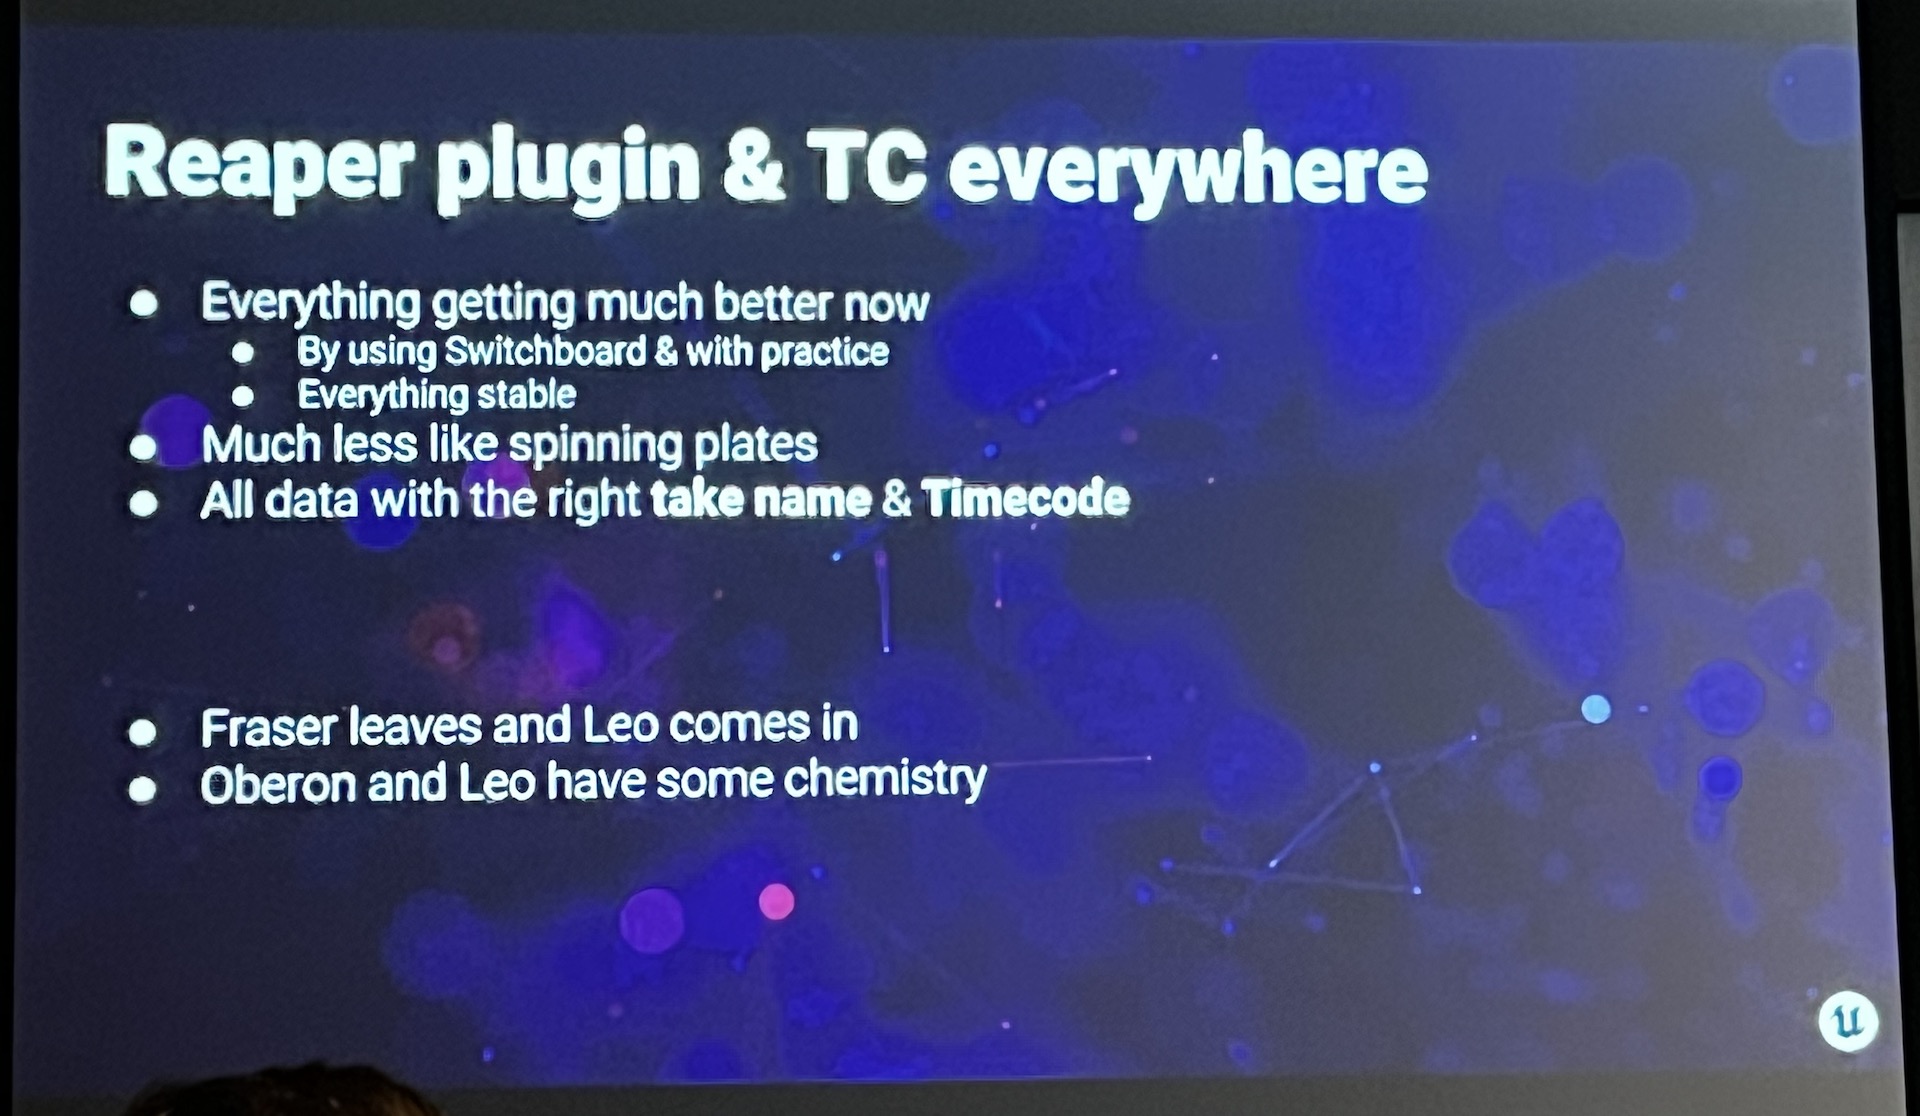 Reaper plugin & TC everywhere
Everything getting much better now
By using Switchboard & with practice
Everything stable
Much less like spinning plates
All data with the right take name & Timecode
Fraser leaves and Leo comes in
Oberon and Leo have some chemistry